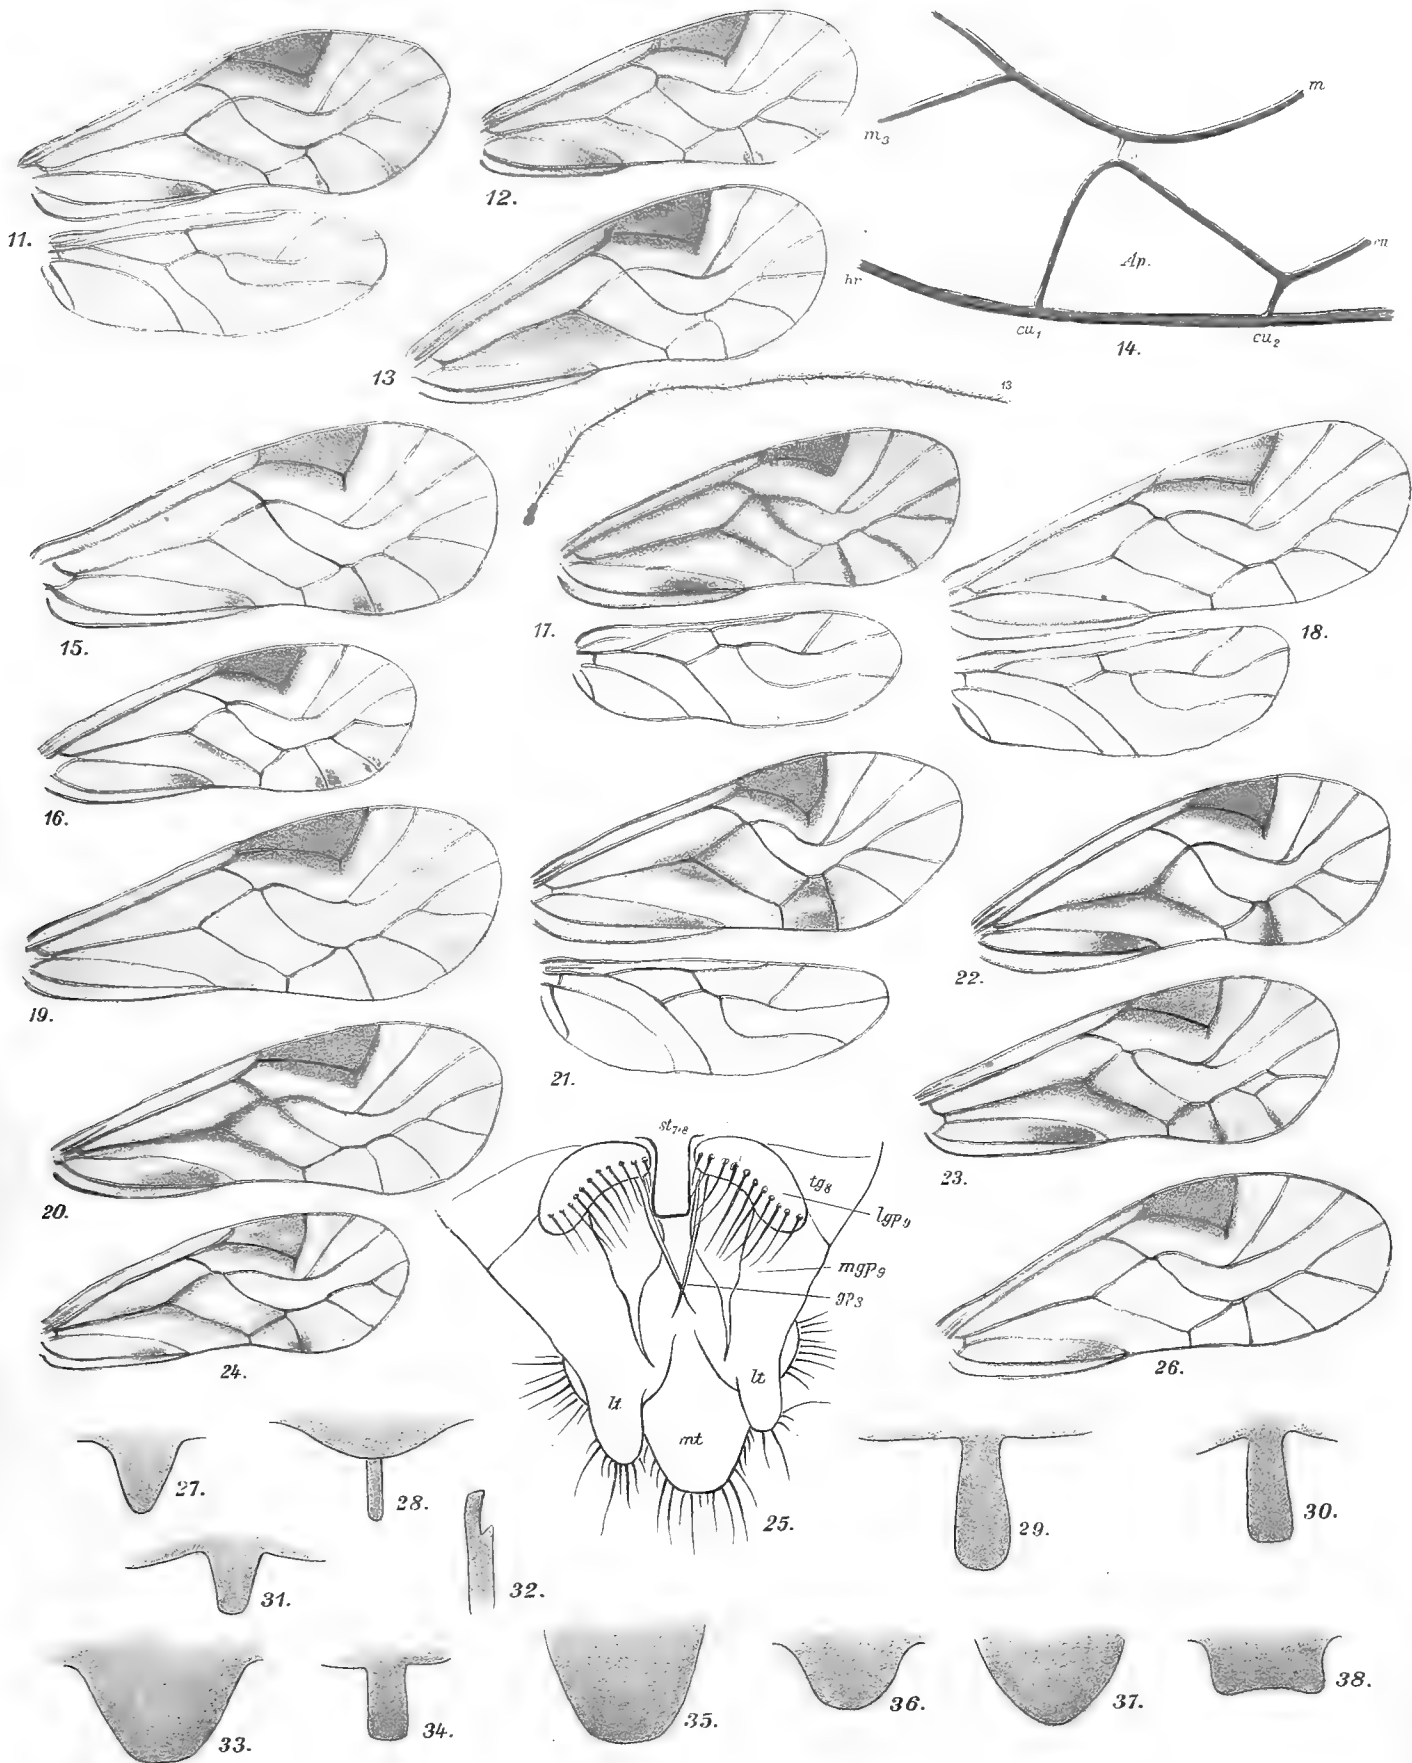 m
m₃
12.
11.
Ap.
hr
cu₁
cu₂
14.
13
13
15.
17.
18.
16.
19.
21.
22.
20.
st₇₊₈
tg₈
lgp₉
mgp₉
23.
24.
lt
lt
mt
26.
27.
28.
25.
29.
30.
31.
32.
33.
34.
35.
36.
37.
38.